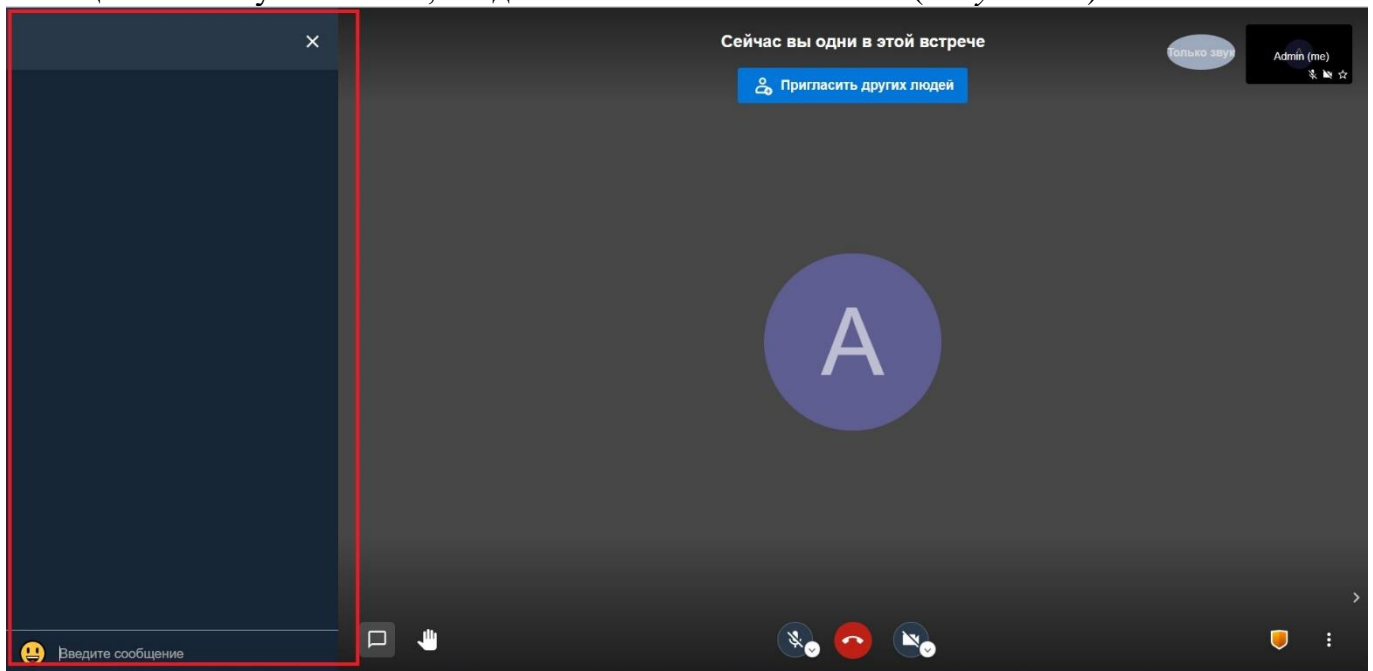 Сейчас вы одни в этой встрече
Пригласить других людей
Только звук
Admin (me)
A
Введите сообщение